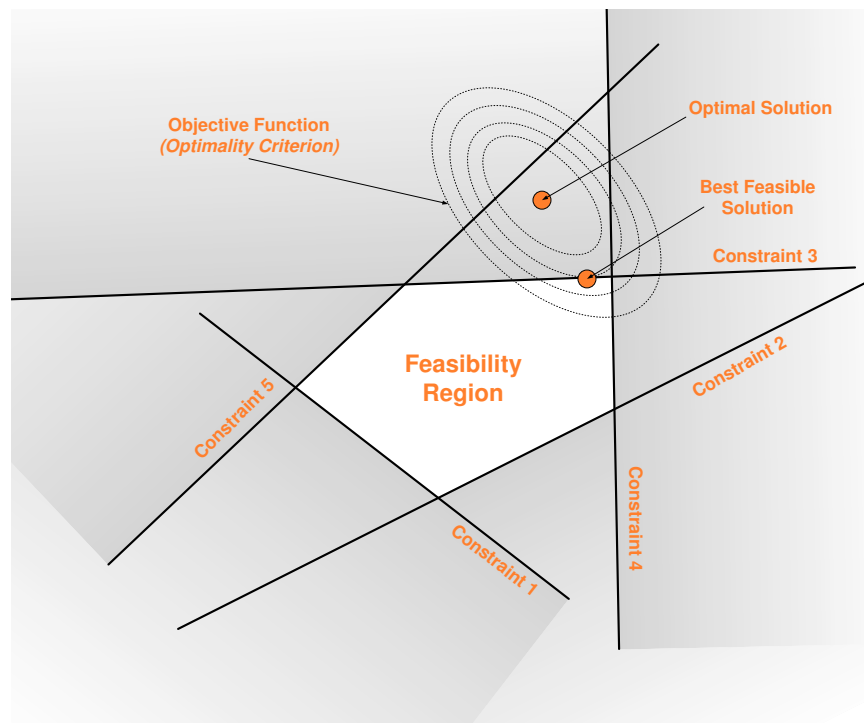 Objective Function
(Optimality Criterion)
Optimal Solution
Best Feasible
Solution
Constraint 3
Feasibility
Region
Constraint 2
Constraint 5
Constraint 4
Constraint 1